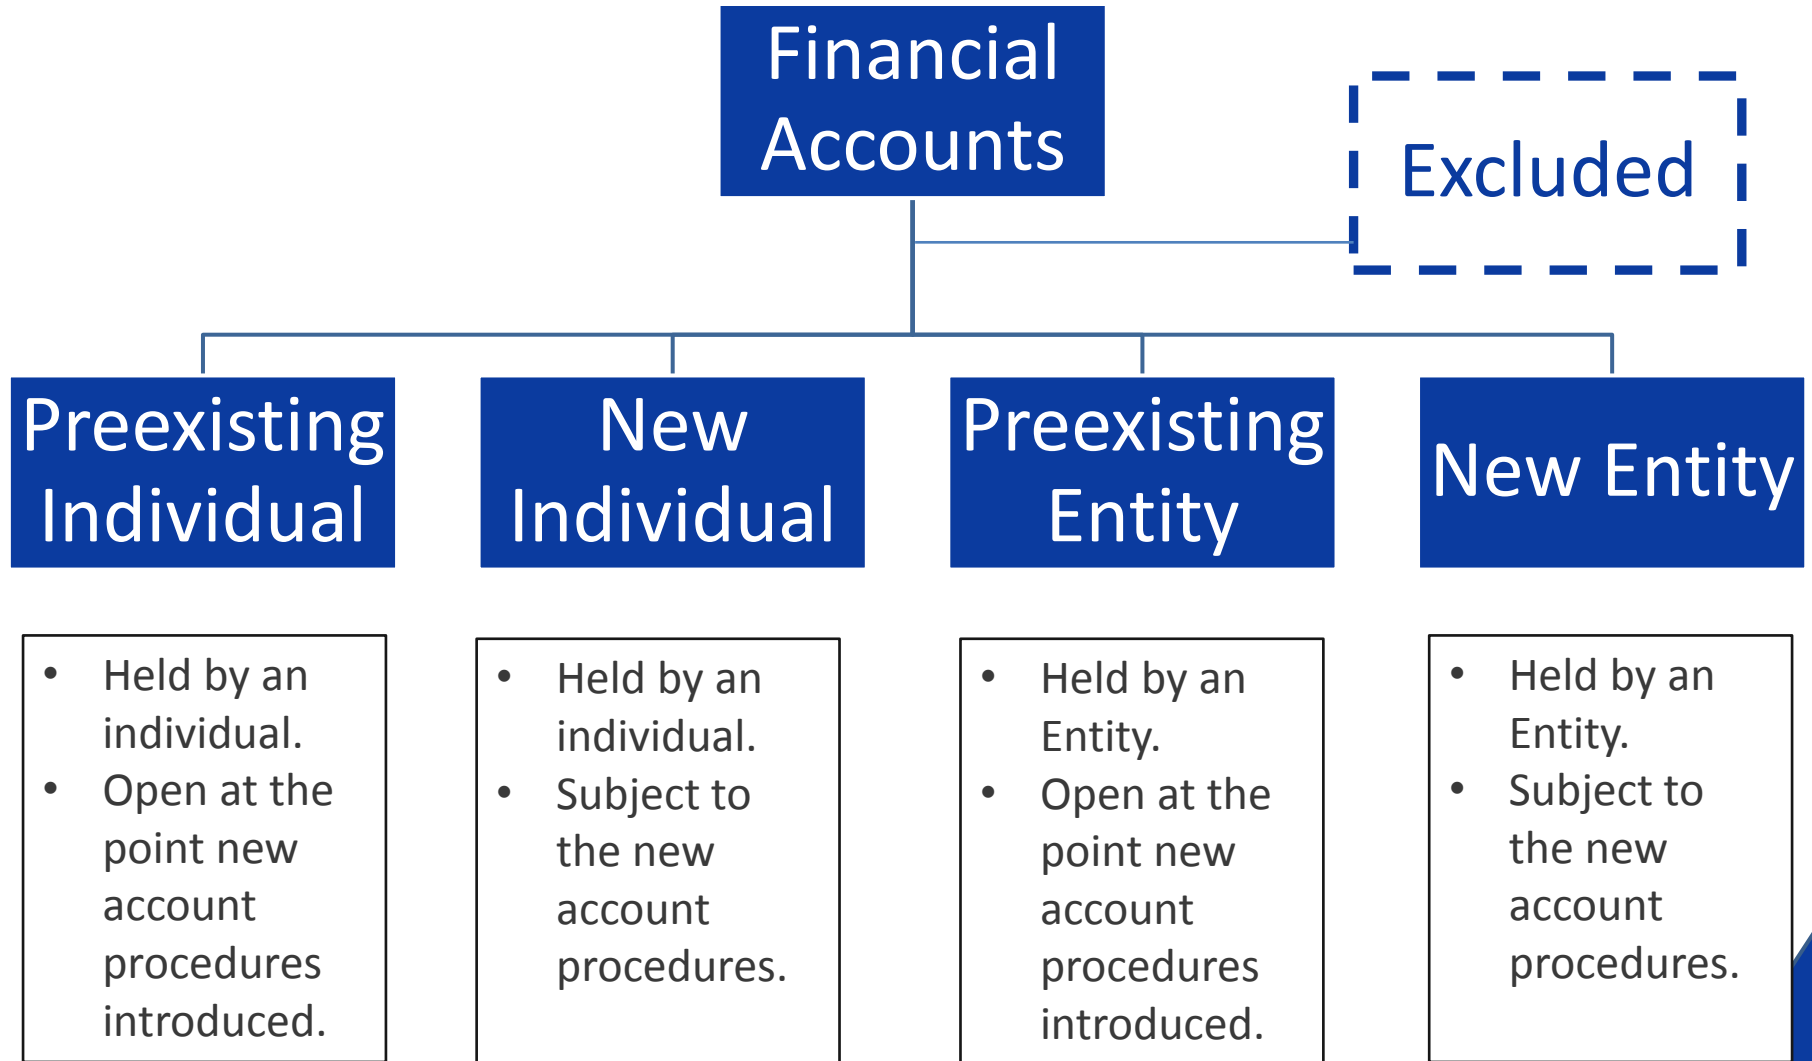 Financial
Accounts
Excluded
Preexisting
Individual
New
Individual
Preexisting
Entity
New Entity
• Held by an
individual.
• Open at the
point new
account
procedures
introduced.
• Held by an
individual.
• Subject to
the new
account
procedures.
• Held by an
Entity.
• Open at the
point new
account
procedures
introduced.
• Held by an
Entity.
• Subject to
the new
account
procedures.